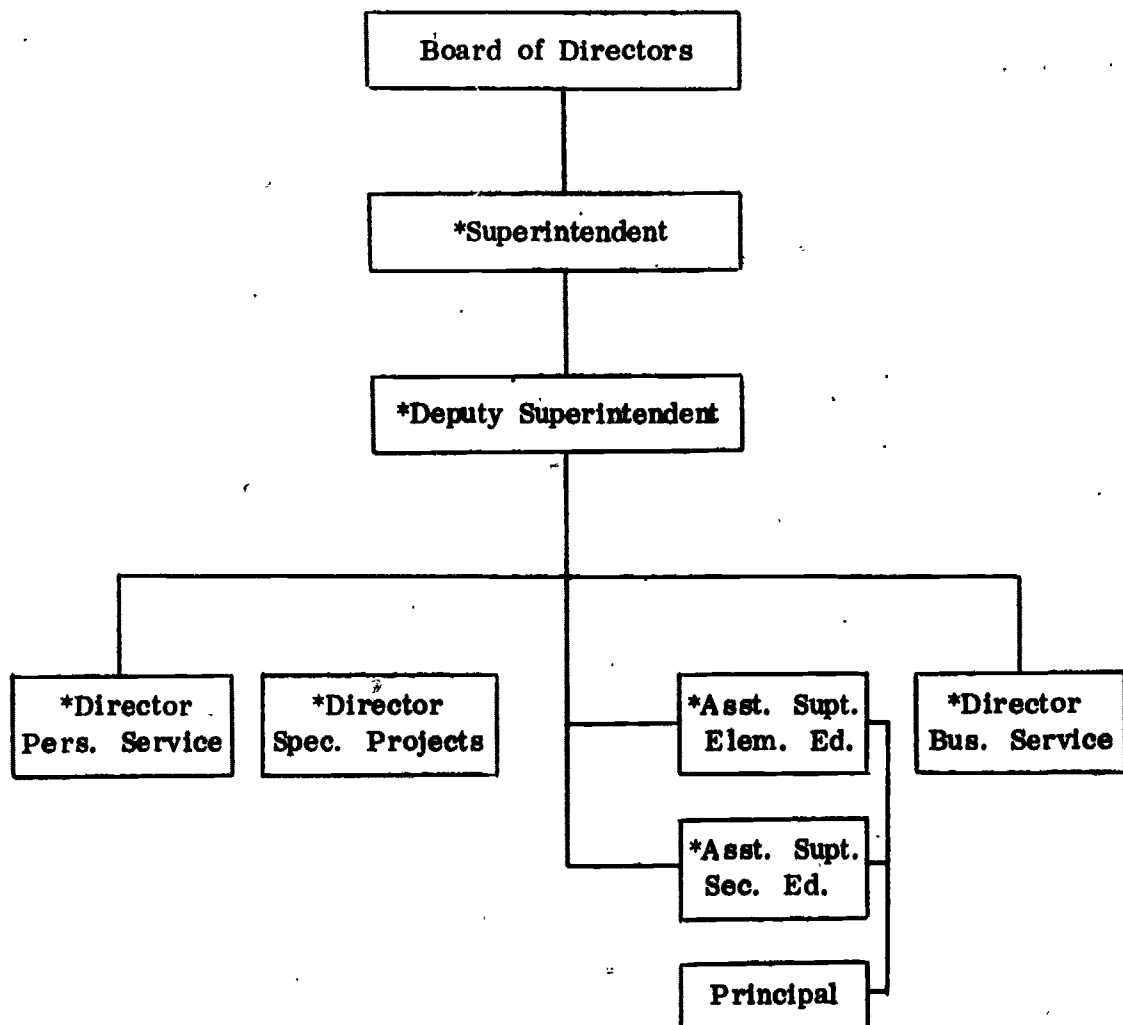 Board of Directors
*Superintendent
*Deputy Superintendent
*Director
Pers. Service
*Director
Spec. Projects
*Asst. Supt.
Elem. Ed.
*Director
Bus. Service
*Asst. Supt.
Sec. Ed.
Principal